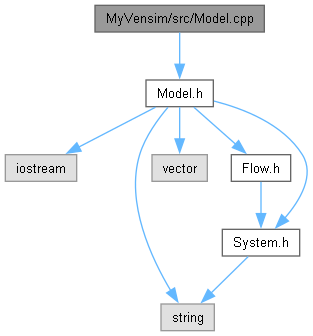 MyVensim/src/Model.cpp
Model.h
iostream
vector
Flow.h
System.h
string